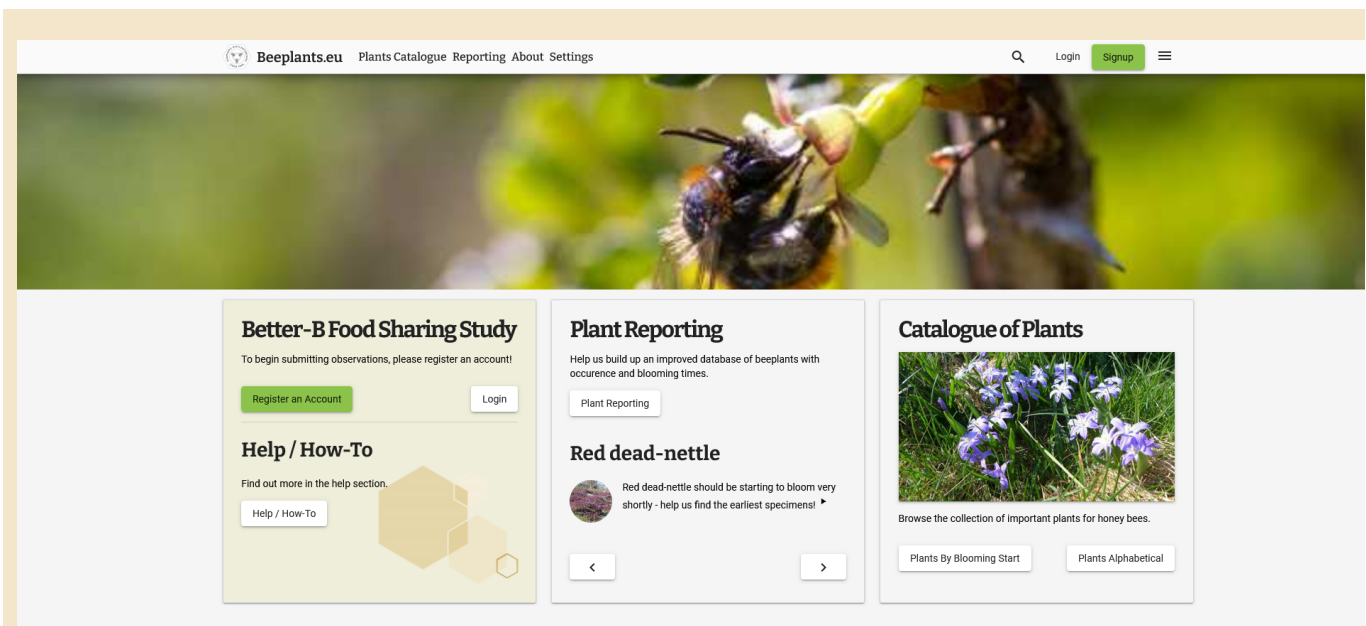 Beeplants.eu Plants Catalogue Reporting About Settings Login Signup
Better-B Food Sharing Study
To begin submitting observations, please register an account!
Register an Account Login
Help / How-To
Find out more in the help section.
Help / How-To
Plant Reporting
Help us build up an improved database of beeplants with
occurence and blooming times.
Plant Reporting
Red dead-nettle
Red dead-nettle should be starting to bloom very
shortly - help us find the earliest specimens!
Catalogue of Plants
Browse the collection of important plants for honey bees.
Plants By Blooming Start Plants Alphabetical